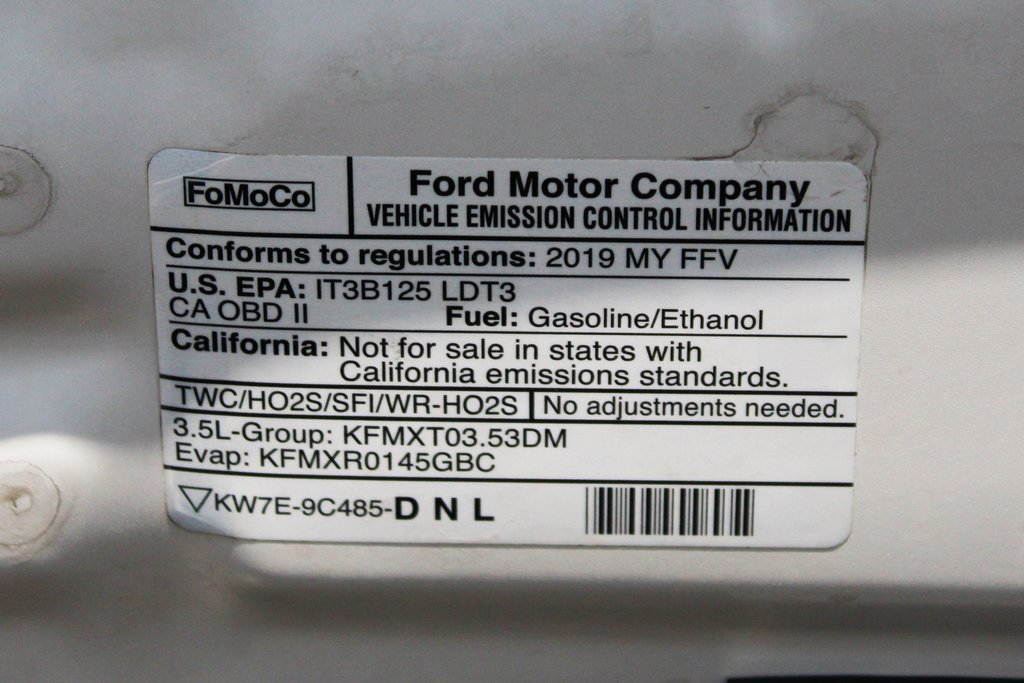 FoMoCo
Ford Motor Company
VEHICLE EMISSION CONTROL INFORMATION
Conforms to regulations: 2019 MY FFV
U.S. EPA: IT3B125 LDT3
CA OBD II Fuel: Gasoline/Ethanol
California: Not for sale in states with
California emissions standards.
TWC/HO2S/SFI/WR-HO2S No adjustments needed.
3.5L-Group: KFMXT03.53DM
Evap: KFMXR0145GBC
KW7E-9C485-D N L